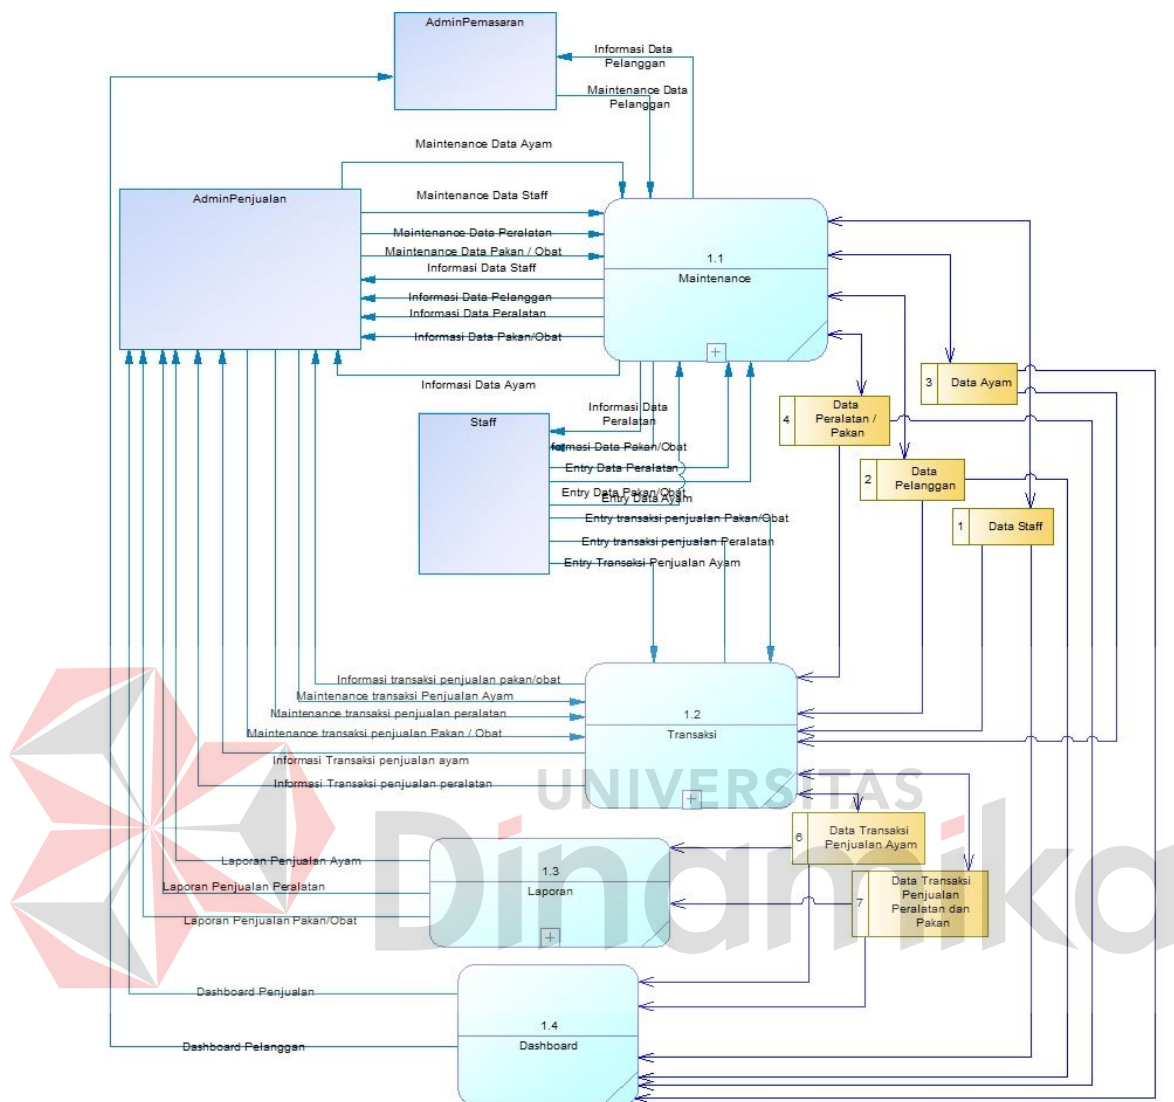 AdminPemasaran
Informasi Data
Pelanggan
Maintenance Data
Pelanggan
Maintenance Data Ayam
AdminPenjualan
Maintenance Data Staff
Maintenance Data Peralatan
Maintenance Data Pakan / Obat
Informasi Data Staff
Informasi Data Pelanggan
Informasi Data Peralatan
Informasi Data Pakan/Obat
Informasi Data Ayam
1.1
Maintenance
3 Data Ayam
4
Data
Peralatan /
Pakan
2
Data
Pelanggan
1 Data Staff
Staff
Informasi Data
Peralatan
formasi Data Pakan/Obat
Entry Data Peralatan
Entry Data Pakan/Obat
Entry Data Ayam
Entry transaksi penjualan Pakan/Obat
Entry transaksi penjualan Peralatan
Entry Transaksi Penjualan Ayam
Informasi transaksi penjualan pakan/obat
Maintenance transaksi Penjualan Ayam
Maintenance transaksi penjualan peralatan
Maintenance transaksi penjualan Pakan / Obat
Informasi Transaksi penjualan ayam
Informasi Transaksi penjualan peralatan
1.2
Transaksi
UNIVERSITAS
Dinamika
6
Data Transaksi
Penjualan Ayam
7
Data Transaksi
Penjualan
Peralatan dan
Pakan
Laporan Penjualan Ayam
Laporan Penjualan Peralatan
Laporan Penjualan Pakan/Obat
1.3
Laporan
Dashboard Penjualan
Dashboard Pelanggan
1.4
Dashboard